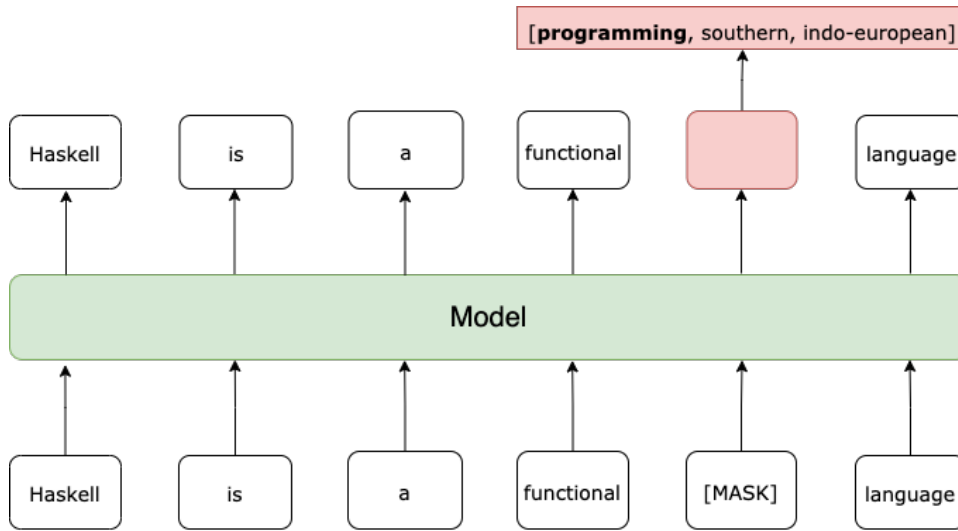 [programming, southern, indo-european]
Haskell is a functional language
Model
Haskell is a functional [MASK] language